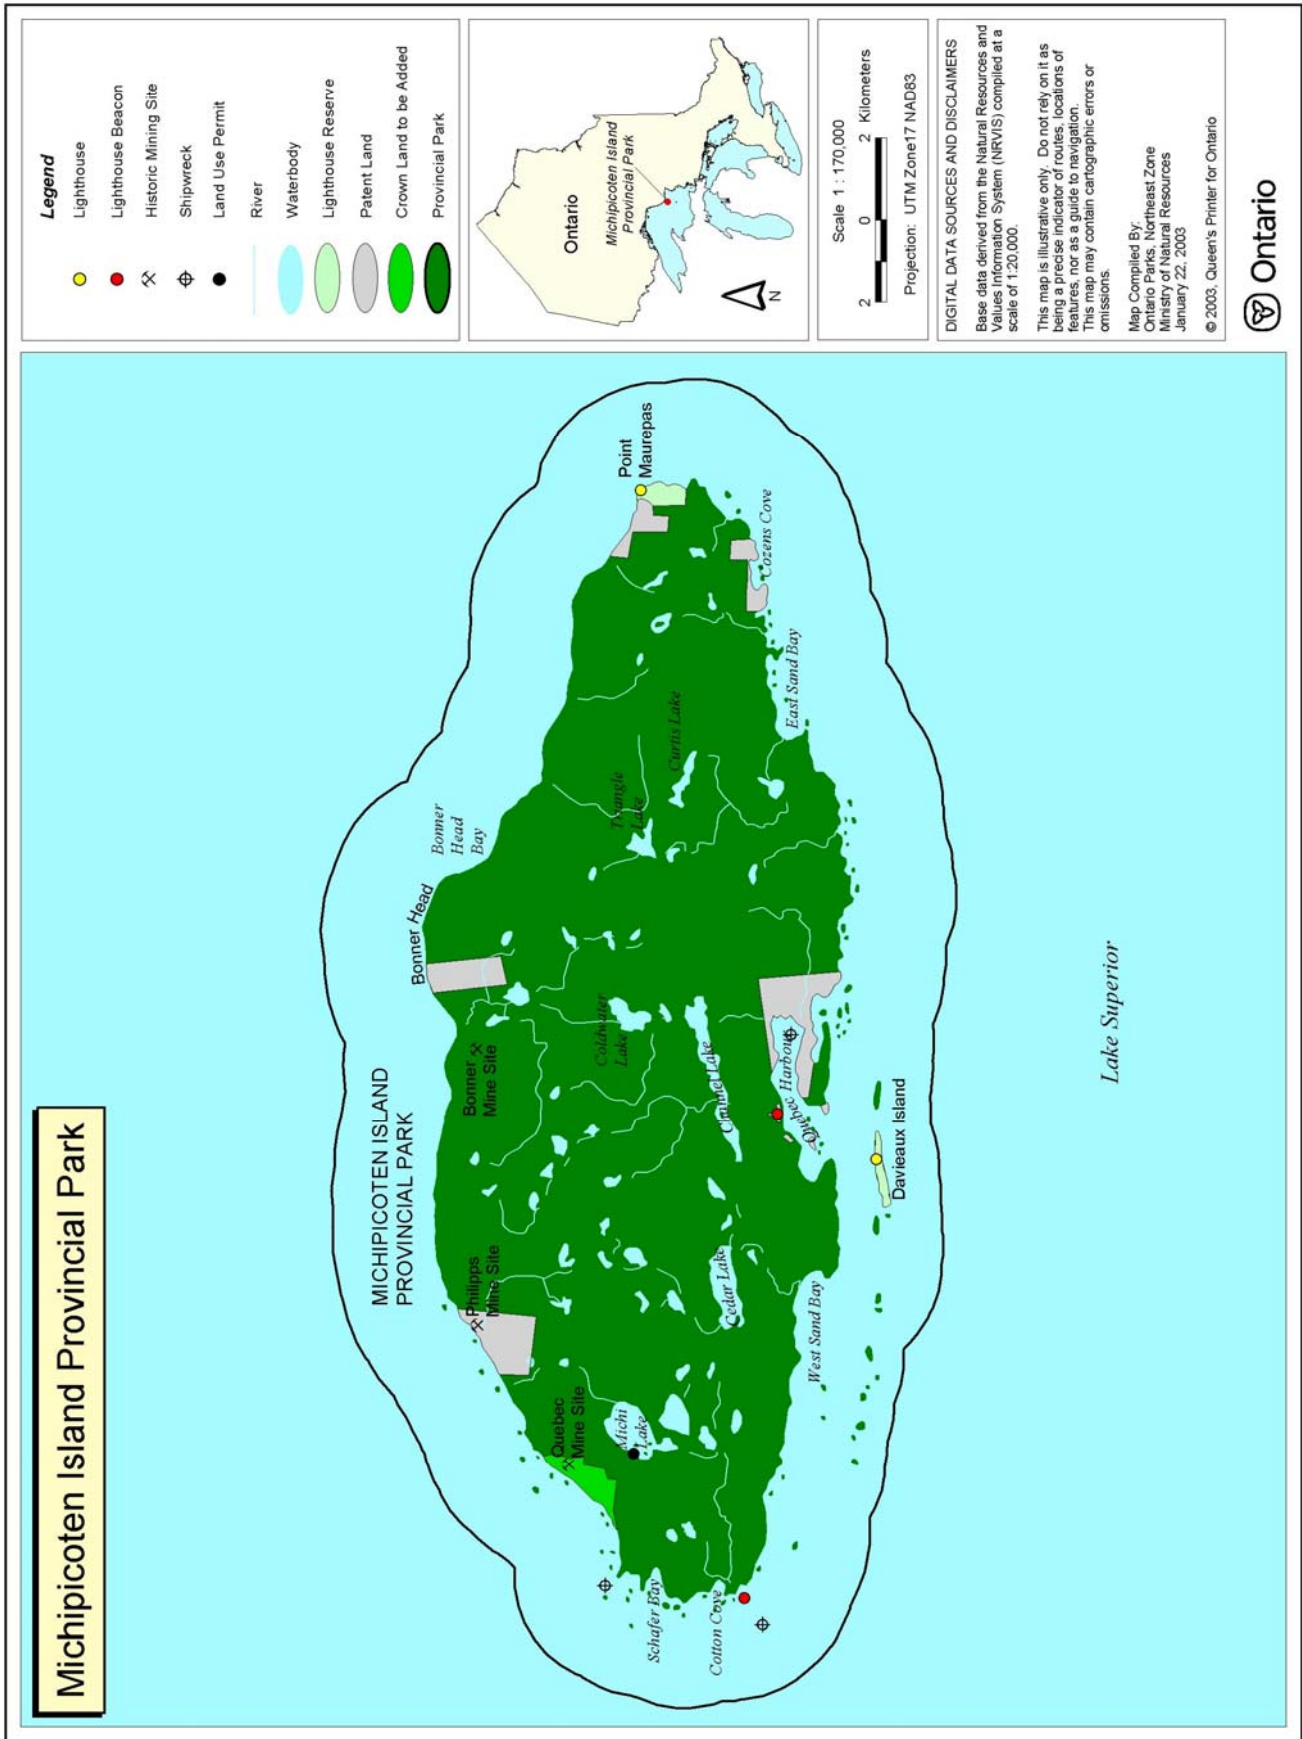 Michipicoten Island Provincial Park
MICHIPICOTEN ISLAND
PROVINCIAL PARK
Bonner Head
Bonner
Head
Bay
Bonner
Mine Site
Philipps
Mine Site
Quebec
Mine Site
Point
Maurepas
Triangle
Lake
Curtis Lake
Coldwater
Lake
Channel Lake
Cedar Lake
Michi
Lake
Cozens Cove
East Sand Bay
Quebec Harbour
Davieaux Island
West Sand Bay
Schafer Bay
Cotton Cove
Lake Superior
Legend
Lighthouse
Lighthouse Beacon
Historic Mining Site
Shipwreck
Land Use Permit
River
Waterbody
Lighthouse Reserve
Patent Land
Crown Land to be Added
Provincial Park
Ontario
Michipicoten Island
Provincial Park
N
Scale 1 : 170,000
2 0 2 Kilometers
Projection: UTM Zone17 NAD83
DIGITAL DATA SOURCES AND DISCLAIMERS
Base data derived from the Natural Resources and
Values Information System (NRVIS) compiled at a
scale of 1:20,000.
This map is illustrative only. Do not rely on it as
being a precise indicator of routes, locations of
features, nor as a guide to navigation.
This map may contain cartographic errors or
omissions.
Map Compiled By:
Ontario Parks, Northeast Zone
Ministry of Natural Resources
January 22, 2003
© 2003, Queen's Printer for Ontario
Ontario